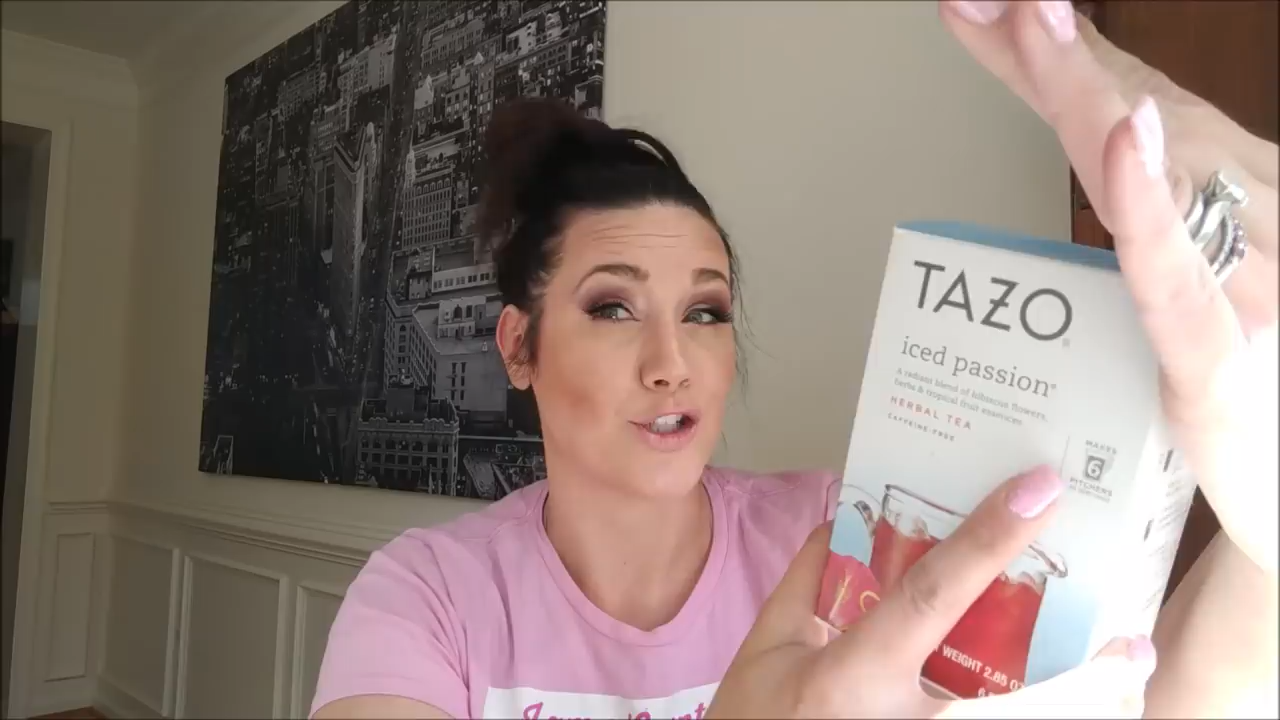 TAZO
iced passion®
A radiant blend of hibiscus flowers,
herbs & tropical fruit essences
HERBAL TEA
CAFFEINE-FREE
MAKES
6
PITCHERS
WEIGHT 2.85 OZ